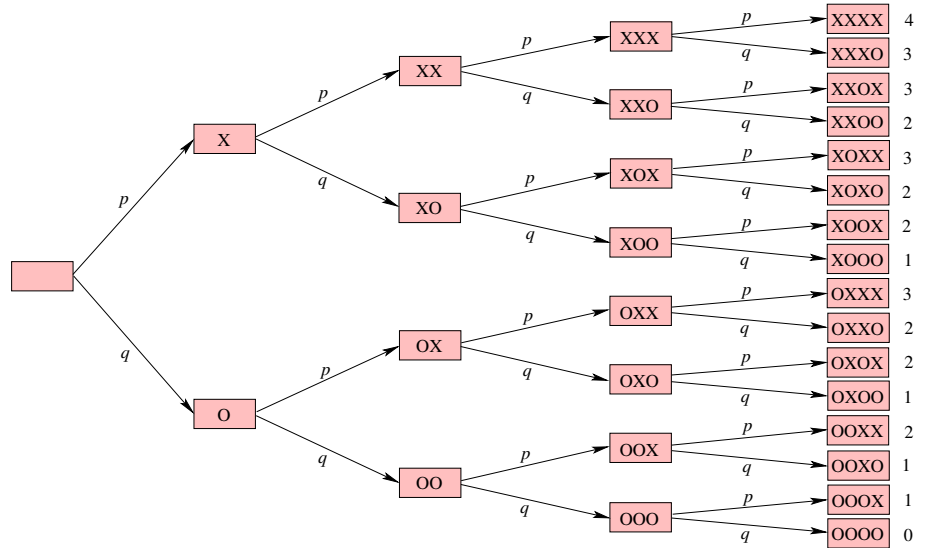 p XXXX 4
XXX
q XXXO 3
p
XX
q
p XXOX 3
XXO
q XXOO 2
p
X
q
p XOXX 3
XOX
q XOXO 2
p
XO
q
p XOOX 2
XOO
q XOOO 1
p
q
p OXXX 3
OXX
q OXXO 2
p
OX
q
p OXOX 2
OXO
q OXOO 1
p
O
q
p OOXX 2
OOX
q OOXO 1
p
OO
q
p OOOX 1
OOO
q OOOO 0